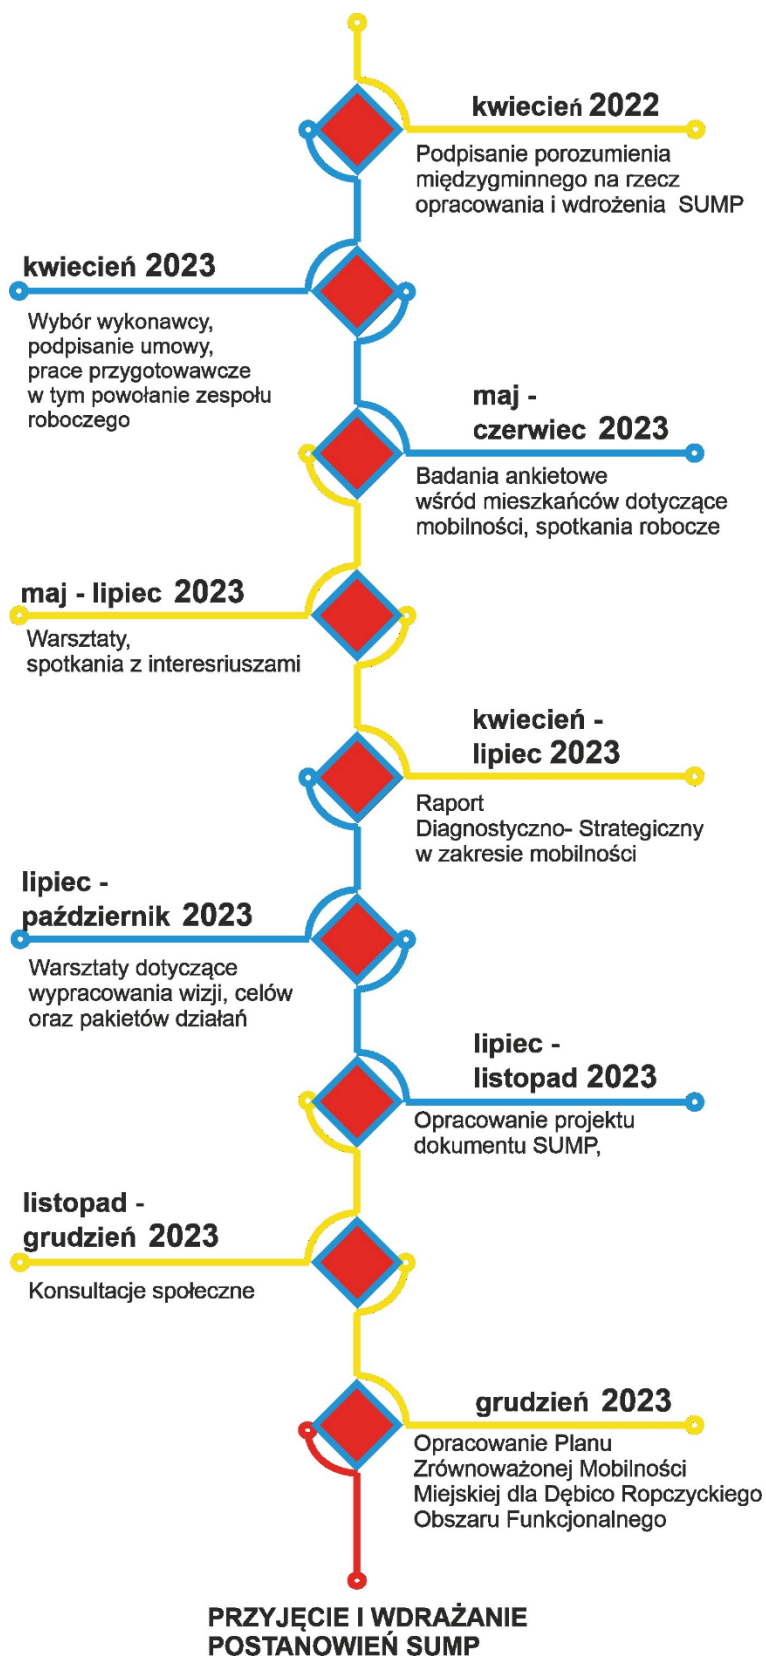 kwiecień 2022
Podpisanie porozumienia
międzygminnego na rzecz
opracowania i wdrożenia SUMP
kwiecień 2023
Wybór wykonawcy,
podpisanie umowy,
prace przygotowawcze
w tym powołanie zespołu
roboczego
maj -
czerwiec 2023
Badania ankietowe
wśród mieszkańców dotyczące
mobilności, spotkania robocze
maj - lipiec 2023
Warsztaty,
spotkania z interesriuszami
kwiecień -
lipiec 2023
Raport
Diagnostyczno- Strategiczny
w zakresie mobilności
lipiec -
październik 2023
Warsztaty dotyczące
wypracowania wizji, celów
oraz pakietów działań
lipiec -
listopad 2023
Opracowanie projektu
dokumentu SUMP,
listopad -
grudzień 2023
Konsultacje społeczne
grudzień 2023
Opracowanie Planu
Zrównoważonej Mobilności
Miejskiej dla Dębico Ropczyckiego
Obszaru Funkcjonalnego
PRZYJĘCIE I WDRAŻANIE
POSTANOWIEŃ SUMP